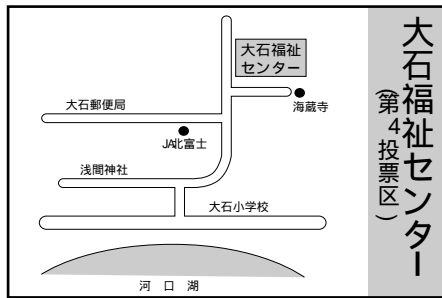 大石福祉センター
(第4投票区)
大石福祉
センター
海蔵寺
大石郵便局
JA北富士
浅間神社
大石小学校
河口湖